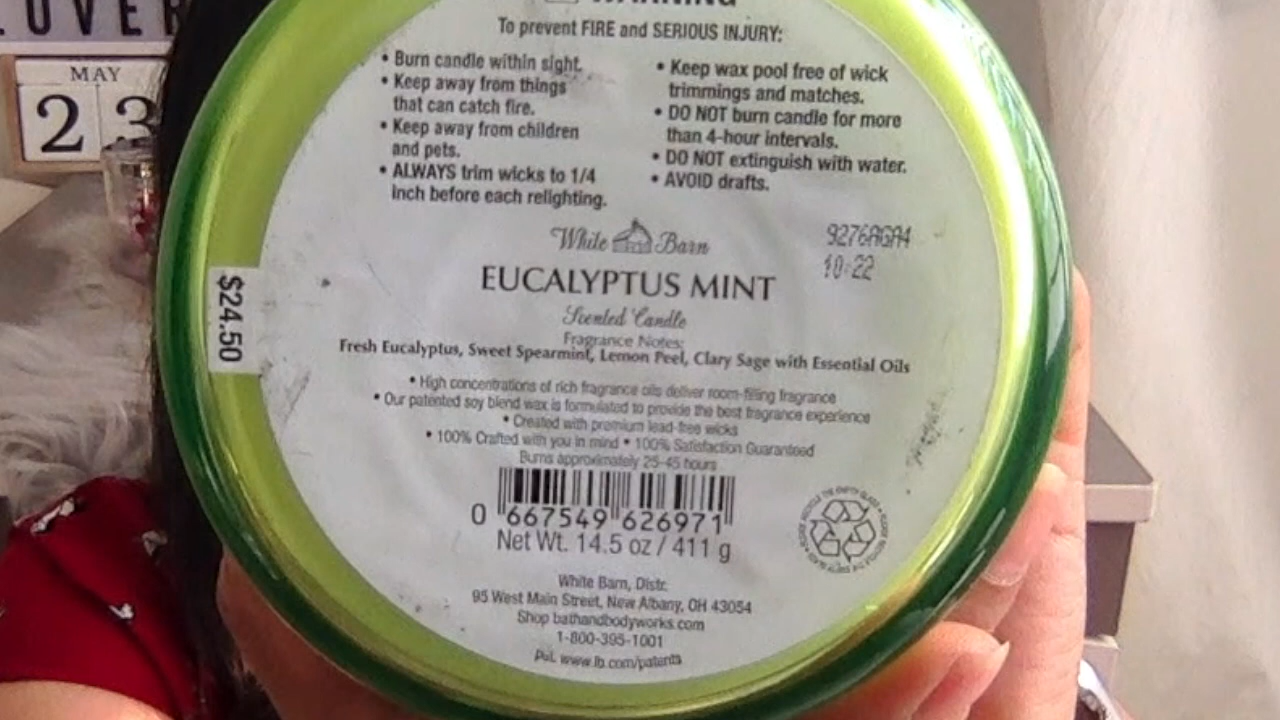 OVER
MAY
23
WARNING
To prevent FIRE and SERIOUS INJURY:
• Burn candle within sight.
• Keep away from things
that can catch fire.
• Keep away from children
and pets.
• ALWAYS trim wicks to 1/4
inch before each relighting.
• Keep wax pool free of wick
trimmings and matches.
• DO NOT burn candle for more
than 4-hour intervals.
• DO NOT extinguish with water.
• AVOID drafts.
White Barn
9276AGA4
10:22
EUCALYPTUS MINT
Scented Candle
Fragrance Notes:
Fresh Eucalyptus, Sweet Spearmint, Lemon Peel, Clary Sage with Essential Oils
$24.50
• High concentrations of rich fragrance oils deliver room-filling fragrance
• Our patented soy blend wax is formulated to provide the best fragrance experience
• Created with premium lead-free wicks
• 100% Crafted with you in mind • 100% Satisfaction Guaranteed
Burns approximately 25-45 hours
0 667549 626971
Net Wt. 14.5 oz / 411 g
White Barn, Distr.
95 West Main Street, New Albany, OH 43054
Shop bathandbodyworks.com
1-800-395-1001
Pat. www.lb.com/patents